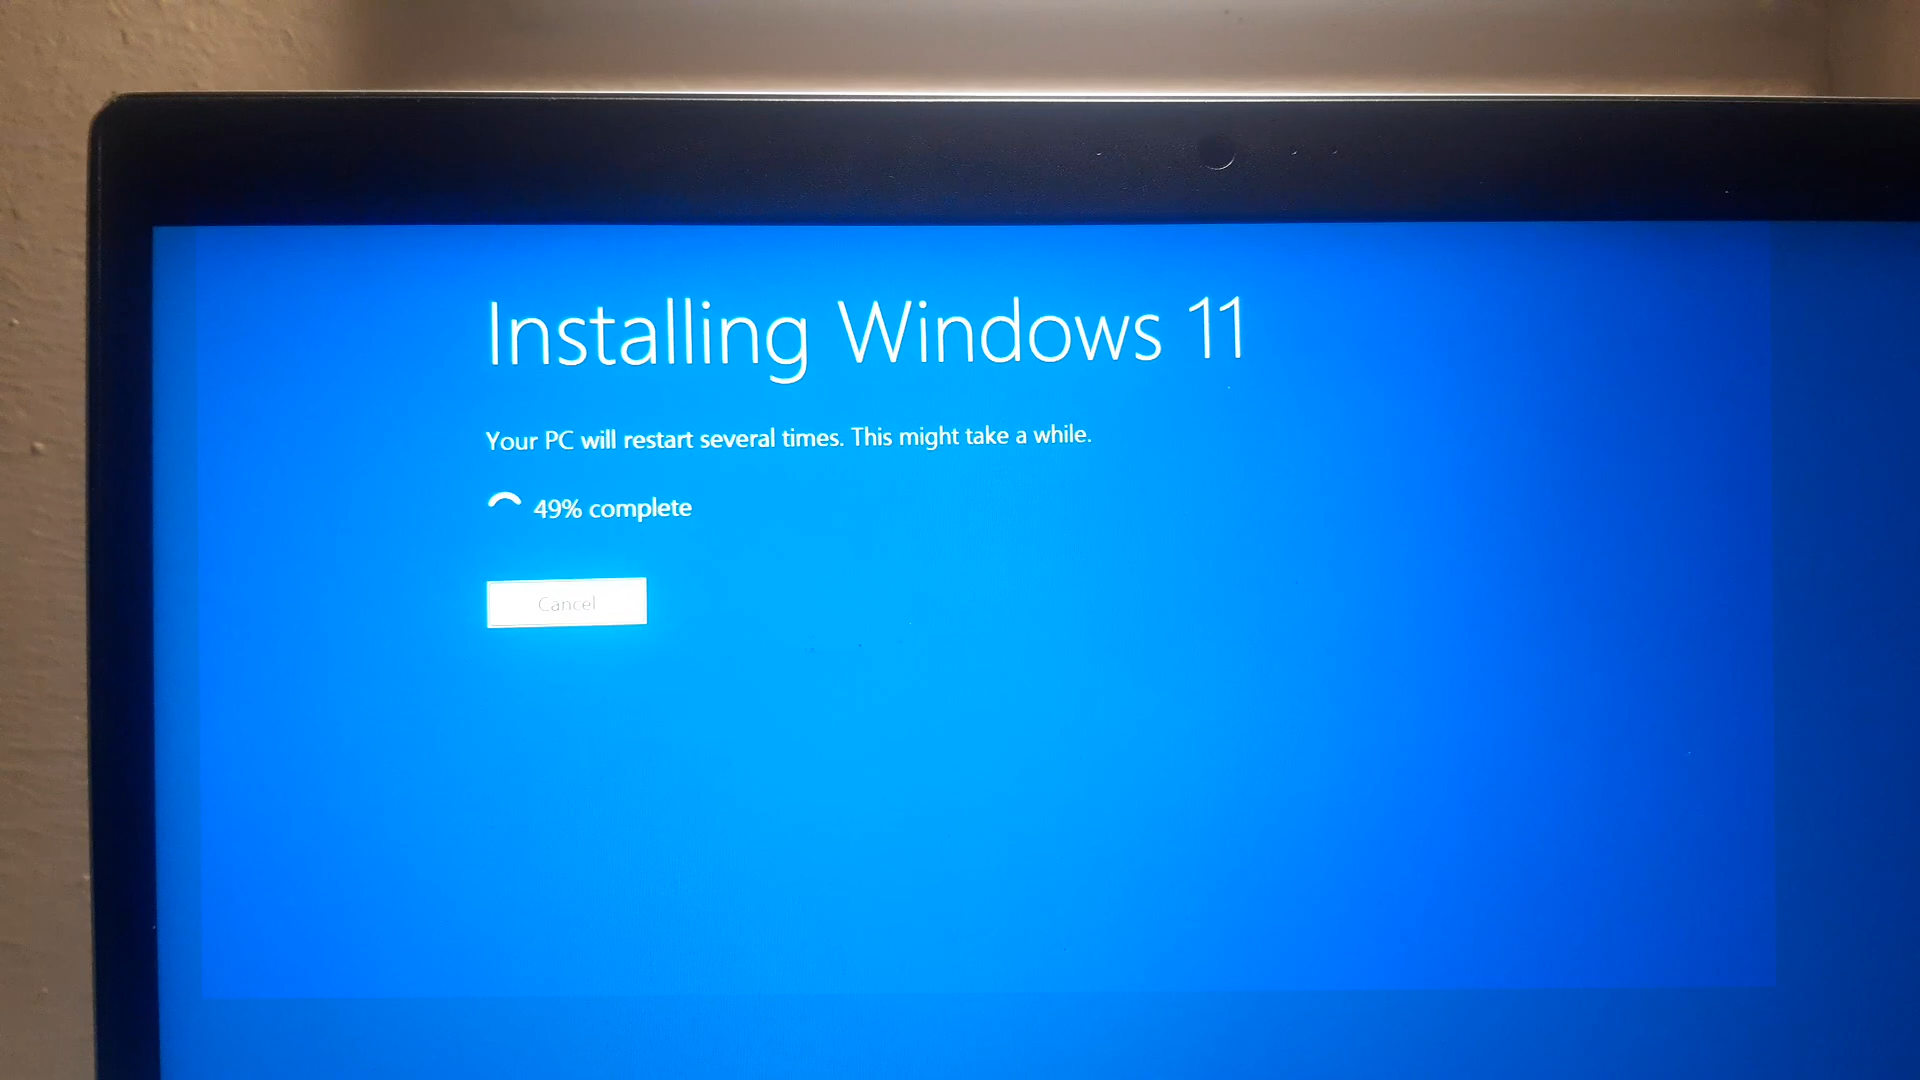 Installing Windows 11
Your PC will restart several times. This might take a while.
49% complete
Cancel